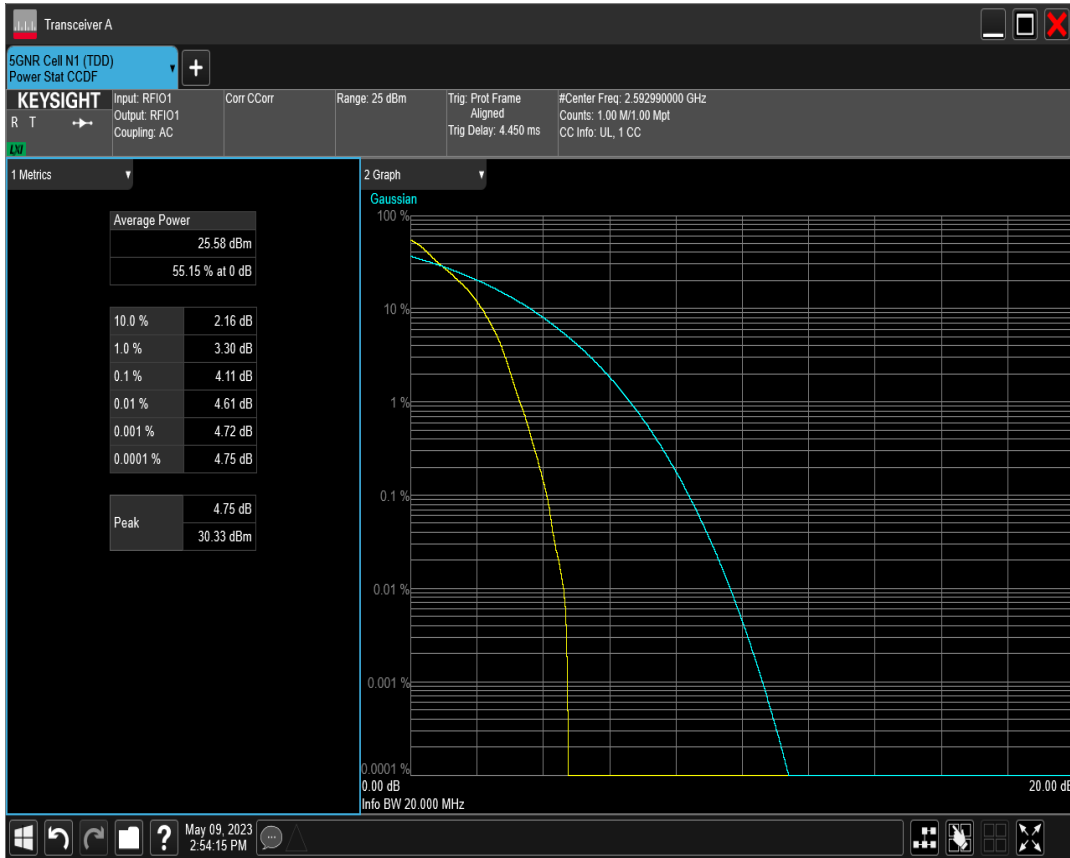 Transceiver A
5GNR Cell N1 (TDD)
Power Stat CCDF
+
KEYSIGHT
R T
LXI
Input: RFIO1
Output: RFIO1
Coupling: AC
Corr CCorr
Range: 25 dBm
Trig: Prot Frame
Aligned
Trig Delay: 4.450 ms
#Center Freq: 2.592990000 GHz
Counts: 1.00 M/1.00 Mpt
CC Info: UL, 1 CC
1 Metrics
Average Power
25.58 dBm
55.15 % at 0 dB
10.0 % 2.16 dB
1.0 % 3.30 dB
0.1 % 4.11 dB
0.01 % 4.61 dB
0.001 % 4.72 dB
0.0001 % 4.75 dB
Peak 4.75 dB
30.33 dBm
2 Graph
Gaussian
100 %
10 %
1 %
0.1 %
0.01 %
0.001 %
0.0001 %
0.00 dB 20.00 dB
Info BW 20.000 MHz
? May 09, 2023
2:54:15 PM